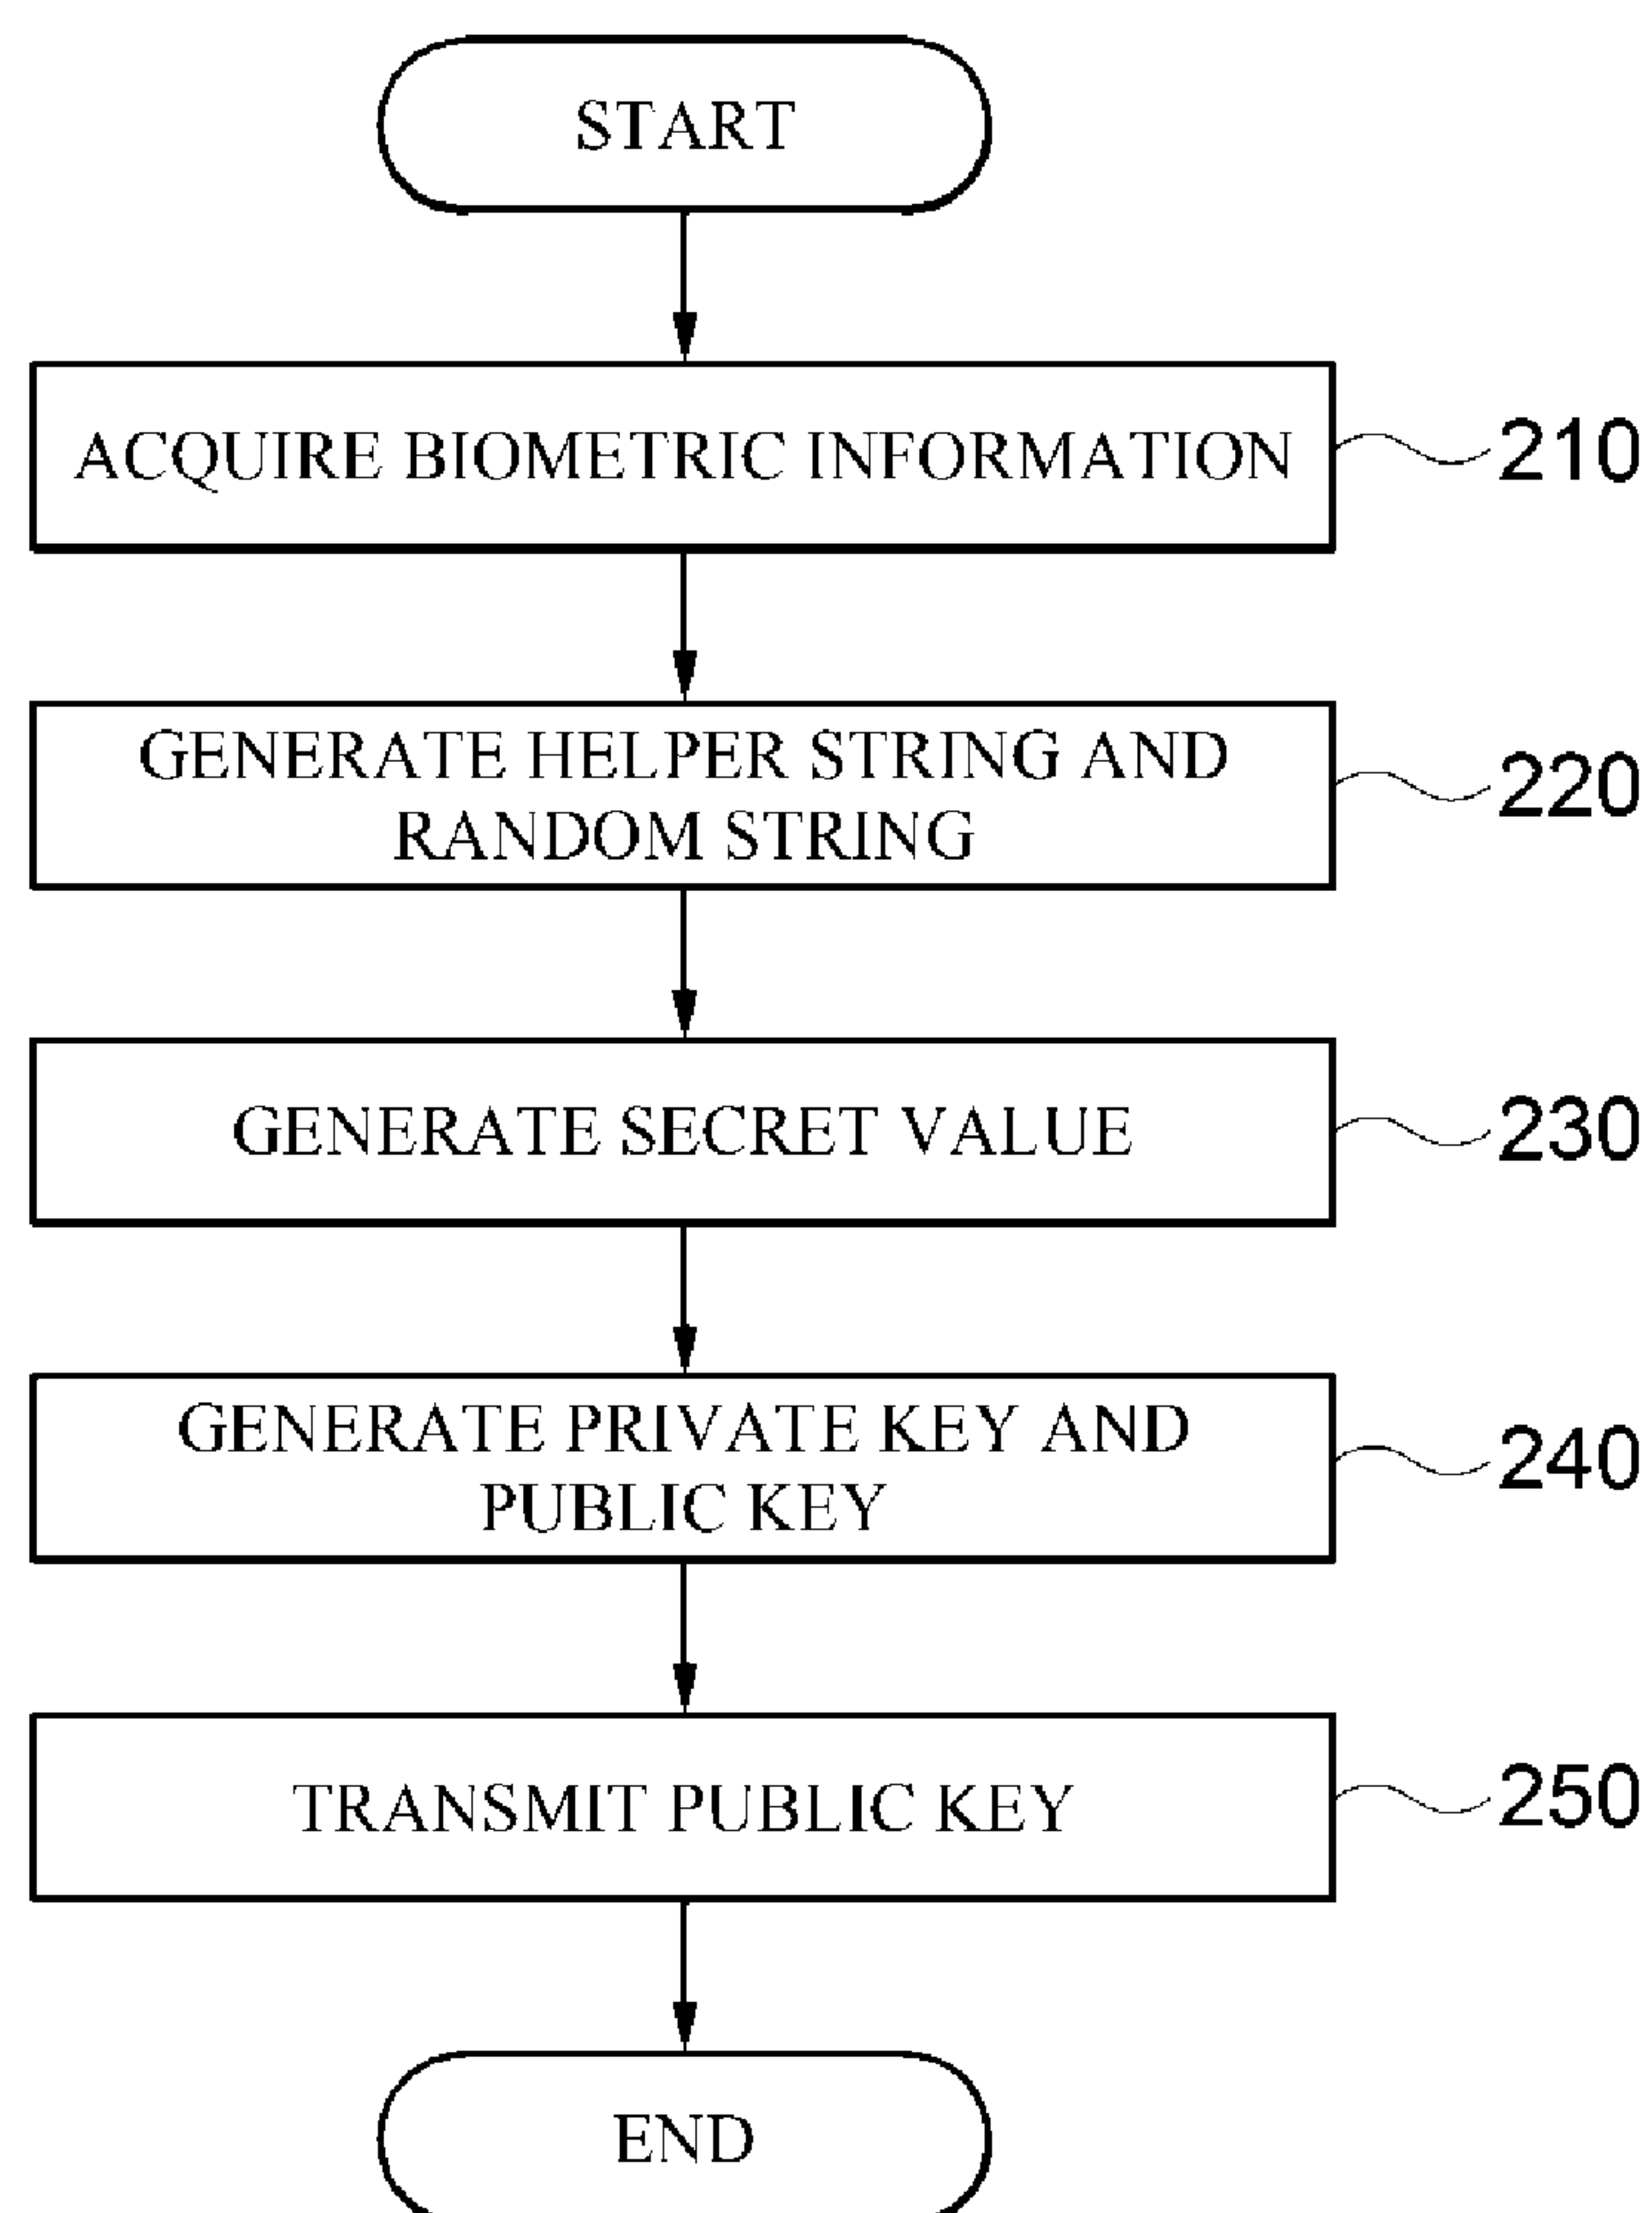 START
ACQUIRE BIOMETRIC INFORMATION
210
GENERATE HELPER STRING AND
RANDOM STRING
220
GENERATE SECRET VALUE
230
GENERATE PRIVATE KEY AND
PUBLIC KEY
240
TRANSMIT PUBLIC KEY
250
END